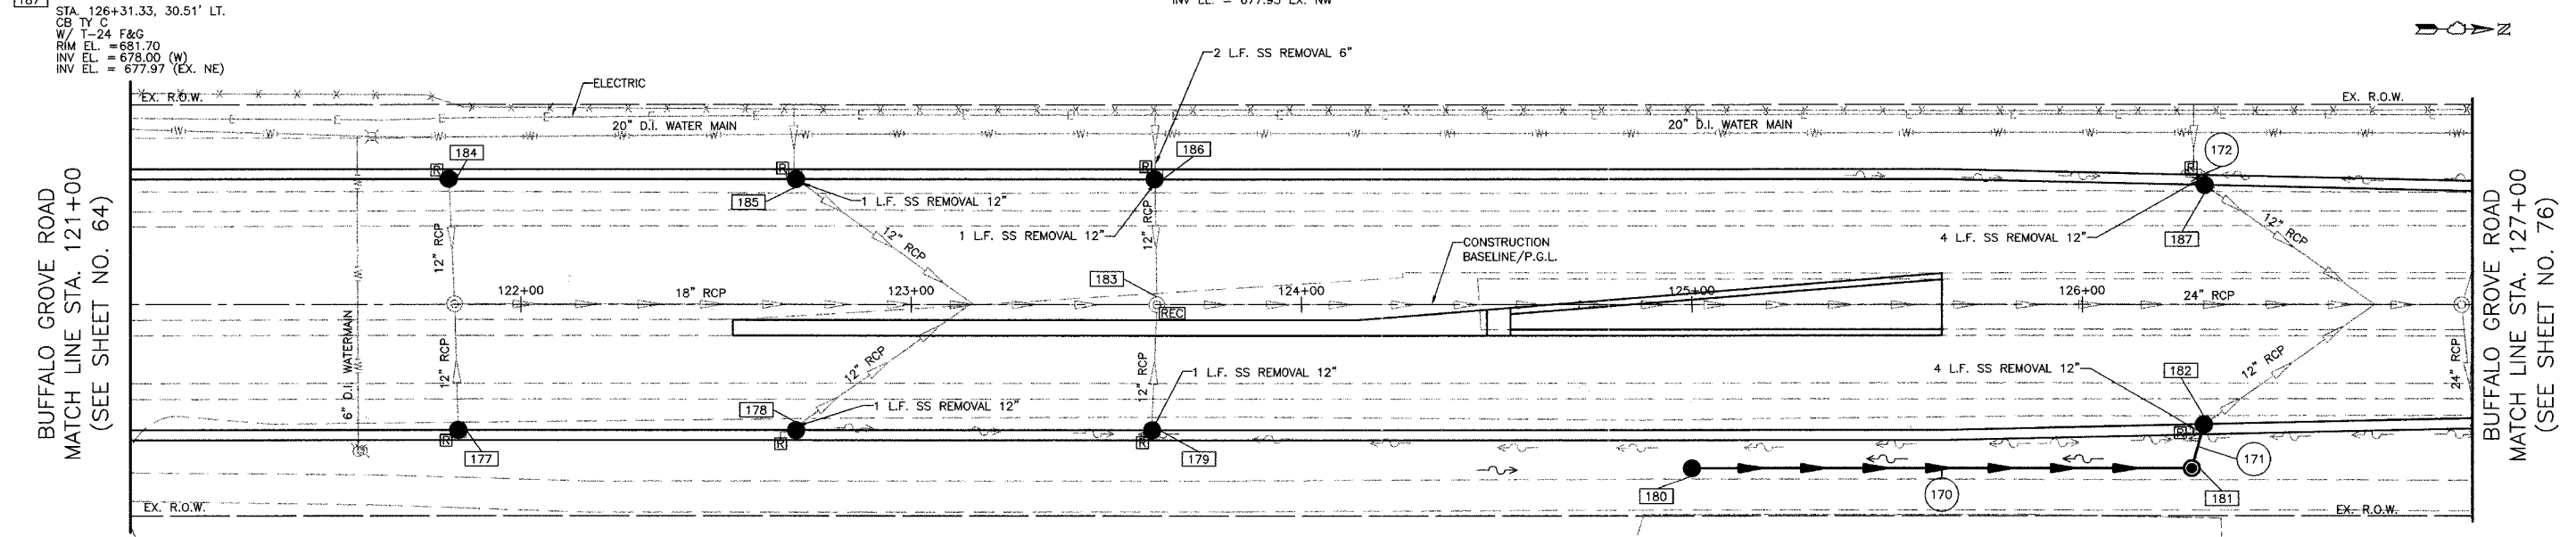 187
STA. 126+31.33, 30.51' LT.
CB TY C
W/ T-24 F&G
RIM EL. =681.70
INV EL. = 678.00 (W)
INV EL. = 677.97 (EX. NE)
INV EL. = 677.95 EX. NW
N
2 L.F. SS REMOVAL 6"
ELECTRIC
EX. R.O.W.
EX. R.O.W.
20" D.I. WATER MAIN
20" D.I. WATER MAIN
R
184
R
185
1 L.F. SS REMOVAL 12"
R
186
1 L.F. SS REMOVAL 12"
R
172
187
4 L.F. SS REMOVAL 12"
12" RCP
12" RCP
12" RCP
12" RCP
CONSTRUCTION
BASELINE/P.G.L.
183
REC
122+00
18" RCP
123+00
124+00
125+00
126+00
24" RCP
BUFFALO GROVE ROAD
MATCH LINE STA. 121+00
(SEE SHEET NO. 64)
BUFFALO GROVE ROAD
MATCH LINE STA. 127+00
(SEE SHEET NO. 76)
6" D.I. WATERMAIN
12" RCP
12" RCP
12" RCP
12" RCP
24" RCP
1 L.F. SS REMOVAL 12"
4 L.F. SS REMOVAL 12"
182
178
1 L.F. SS REMOVAL 12"
R
R
R
R
177
179
171
180
170
181
EX. R.O.W.
EX. R.O.W.